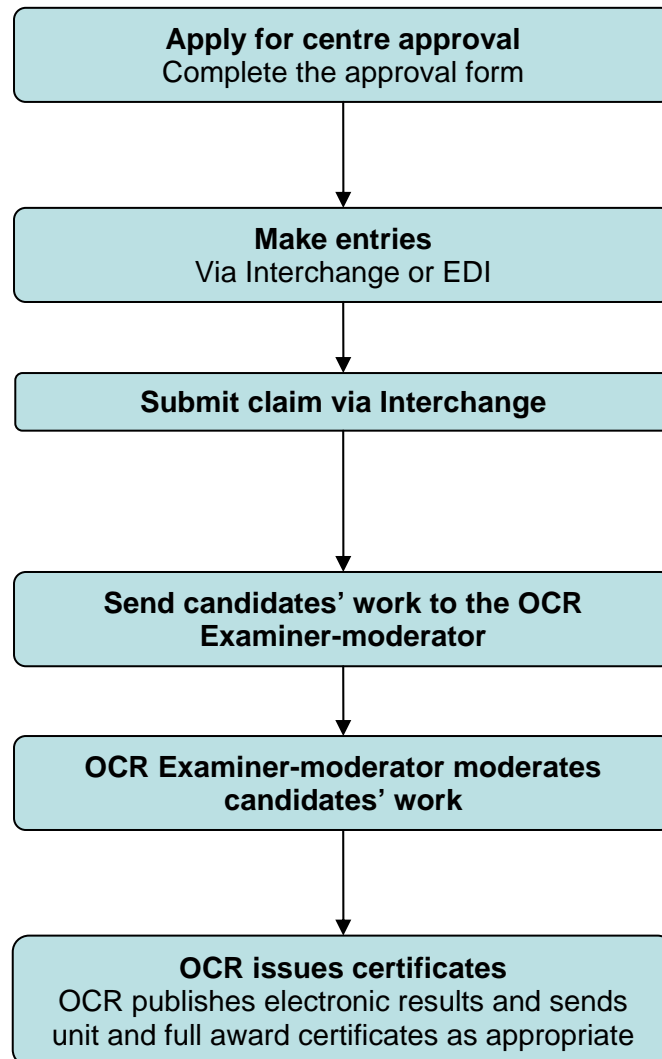 Apply for centre approval
Complete the approval form
Make entries
Via Interchange or EDI
Submit claim via Interchange
Send candidates’ work to the OCR
Examiner-moderator
OCR Examiner-moderator moderates
candidates’ work
OCR issues certificates
OCR publishes electronic results and sends
unit and full award certificates as appropriate